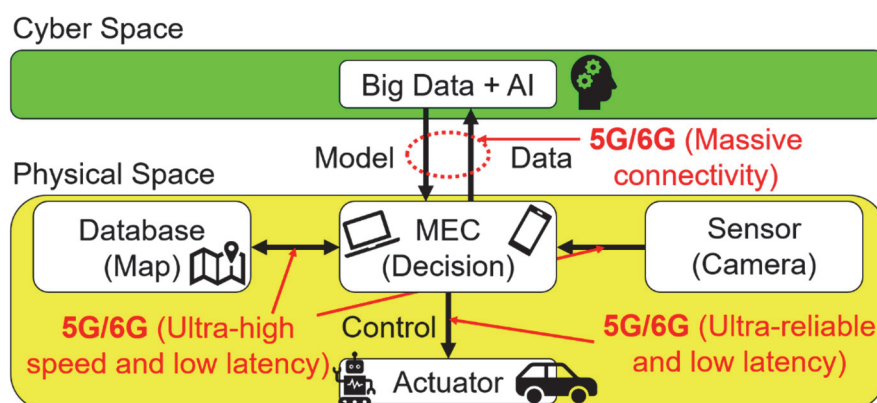 Cyber Space
Big Data + AI
Model
Data
5G/6G (Massive
connectivity)
Physical Space
Database
(Map)
MEC
(Decision)
Sensor
(Camera)
5G/6G (Ultra-high
speed and low latency)
Control
5G/6G (Ultra-reliable
and low latency)
Actuator